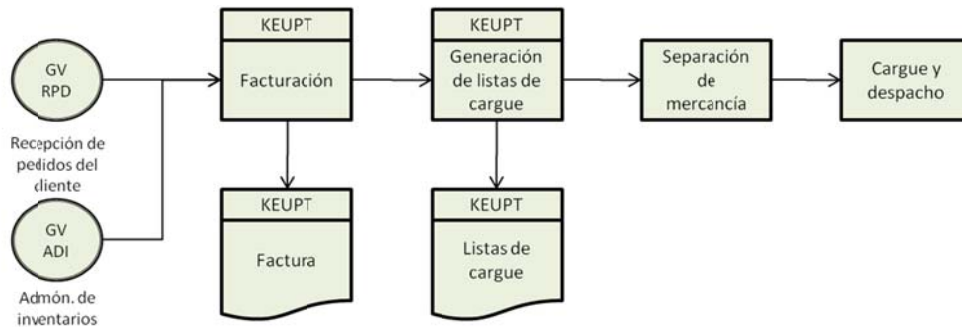 GV
RPD
Recepción de
pedidos del
cliente
GV
ADI
Admón. de
inventarios
KEUPT
Facturación
KEUPT
Factura
KEUPT
Generación
de listas de
cargue
KEUPT
Listas de
cargue
Separación
de
mercancía
Cargue y
despacho